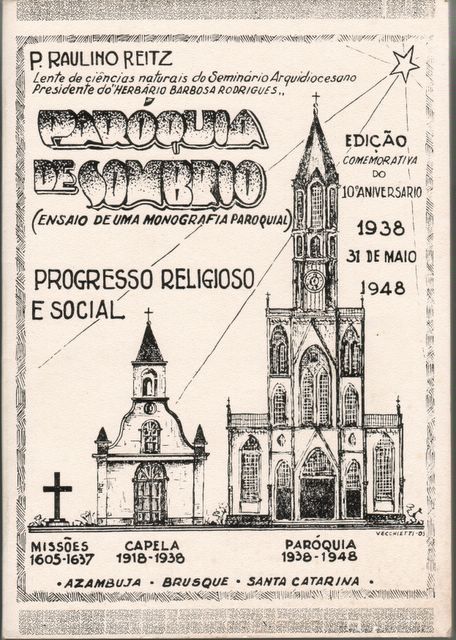 P. RAULINO REITZ
Lente de ciências naturais do Seminário Arquidiocesano
Presidente do "HERBÁRIO BARBOSA RODRIGUES„
PARÓQUIA
DE SOMBRIO
(ENSAIO DE UMA MONOGRAFIA PAROQUIAL)
PROGRESSO RELIGIOSO
E SOCIAL
EDIÇÃO
COMEMORATIVA
DO
10º ANIVERSARIO
1938
31 DE MAIO
1948
VECCHIETTI-03
MISSÕES
1605-1637
CAPELA
1918-1938
PARÓQUIA
1938-1948
• AZAMBUJA • BRUSQUE • SANTA CATARINA •